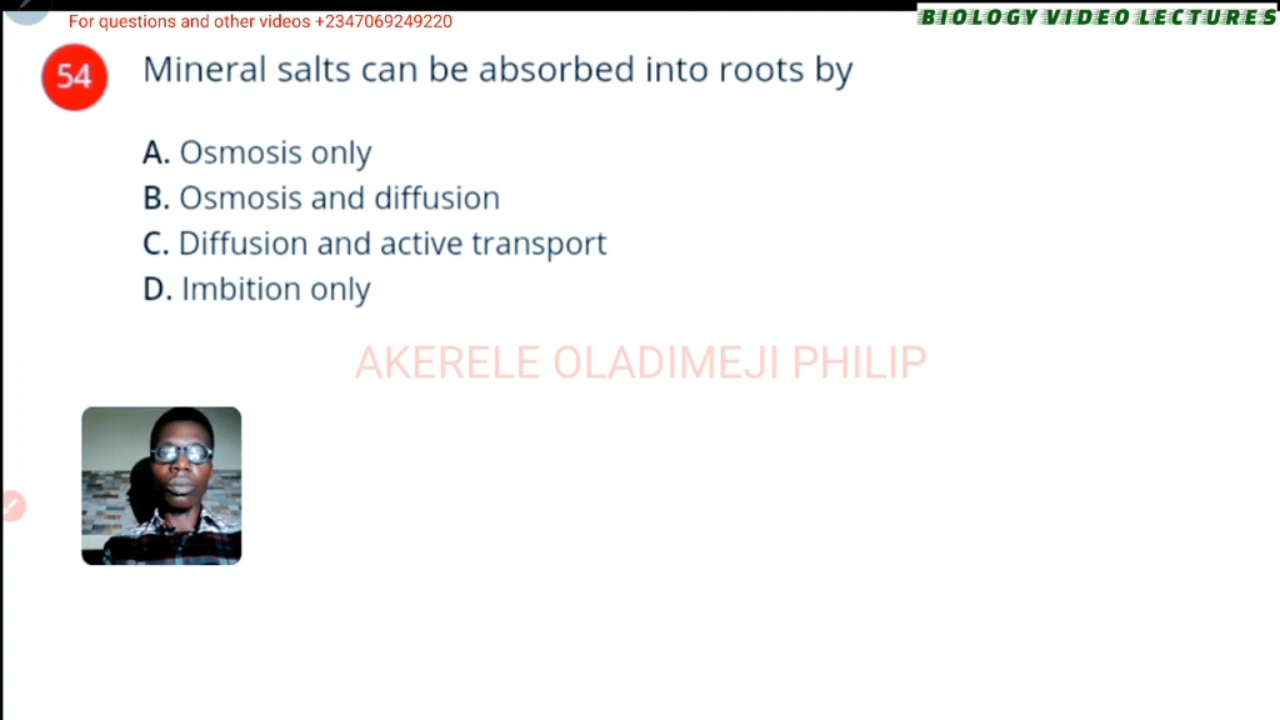 For questions and other videos +2347069249220
BIOLOGY VIDEO LECTURES
54
Mineral salts can be absorbed into roots by
A. Osmosis only
B. Osmosis and diffusion
C. Diffusion and active transport
D. Imbition only
AKERELE OLADIMEJI PHILIP